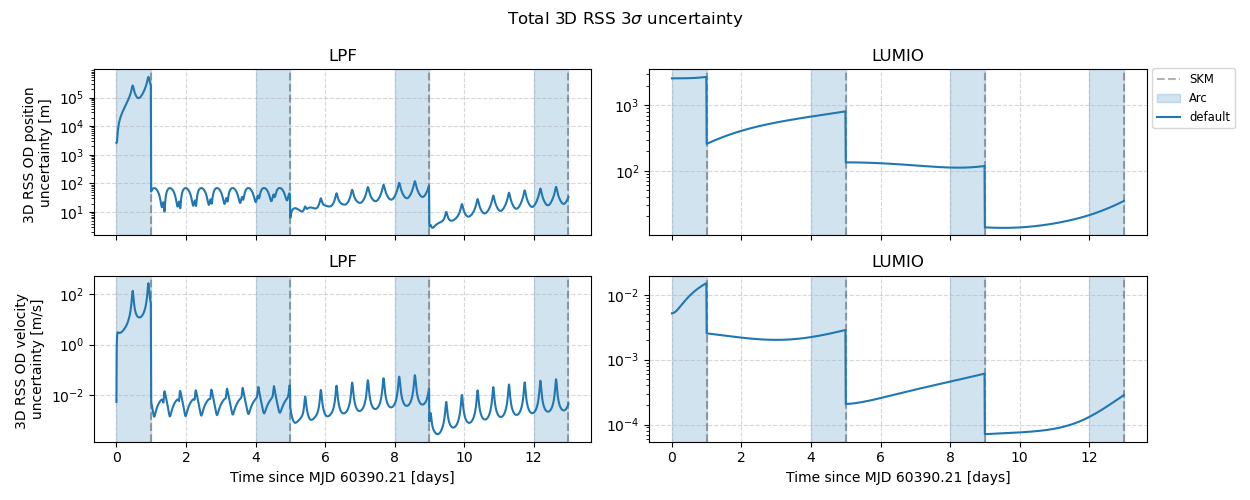 Total 3D RSS 3σ uncertainty
LPF
LUMIO
3D RSS OD position
uncertainty [m]
10⁵
10⁴
10³
10²
10¹
10³
10²
SKM
Arc
default
LPF
LUMIO
3D RSS OD velocity
uncertainty [m/s]
10²
10⁰
10⁻²
10⁻²
10⁻³
10⁻⁴
0 2 4 6 8 10 12
0 2 4 6 8 10 12
Time since MJD 60390.21 [days]
Time since MJD 60390.21 [days]